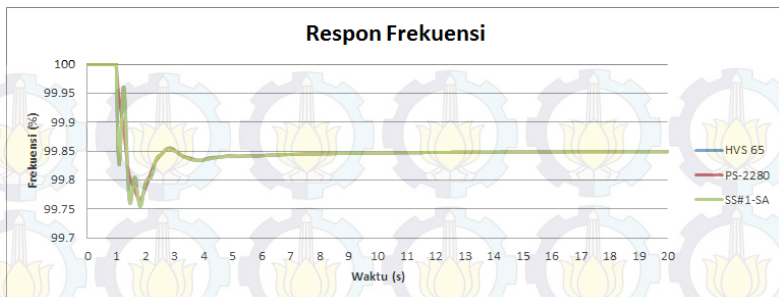 Respon Frekuensi
Frekuensi (%)
100
99.95
99.9
99.85
99.8
99.75
99.7
0 1 2 3 4 5 6 7 8 9 10 11 12 13 14 15 16 17 18 19 20
Waktu (s)
HVS 65
PS-2280
SS#1-SA